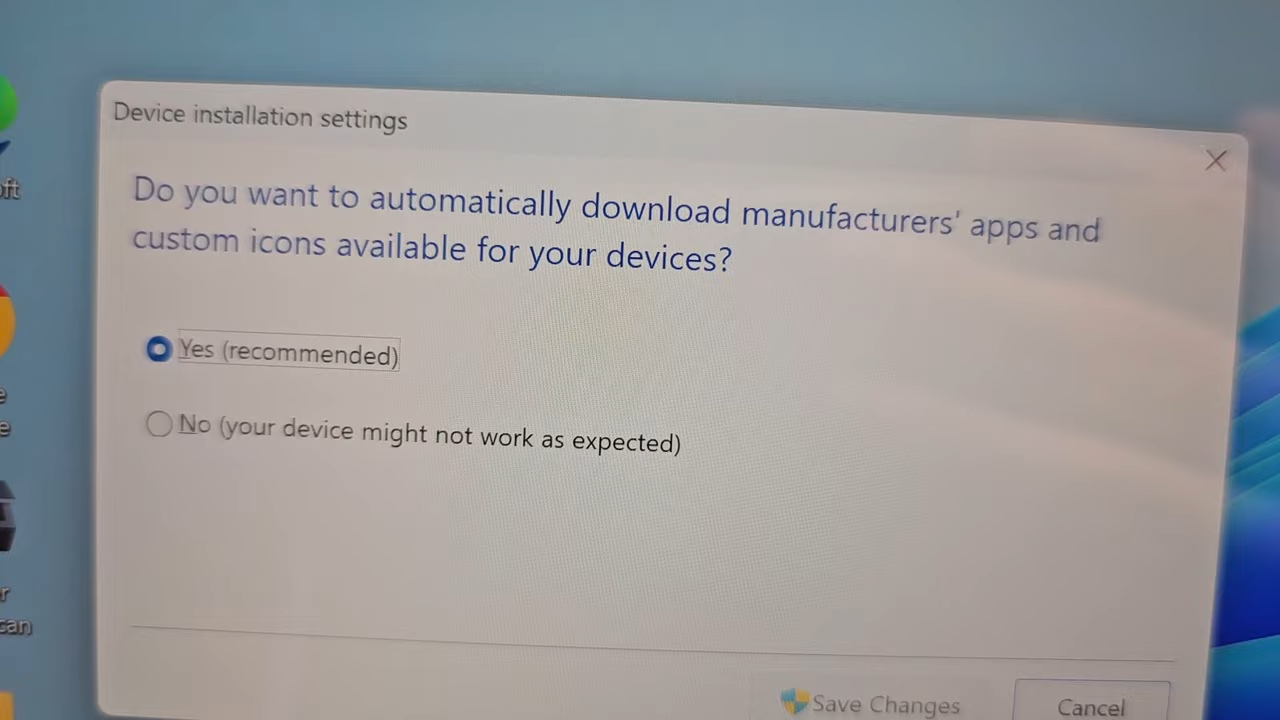 Device installation settings
Do you want to automatically download manufacturers' apps and
custom icons available for your devices?
Yes (recommended)
No (your device might not work as expected)
Save Changes
Cancel